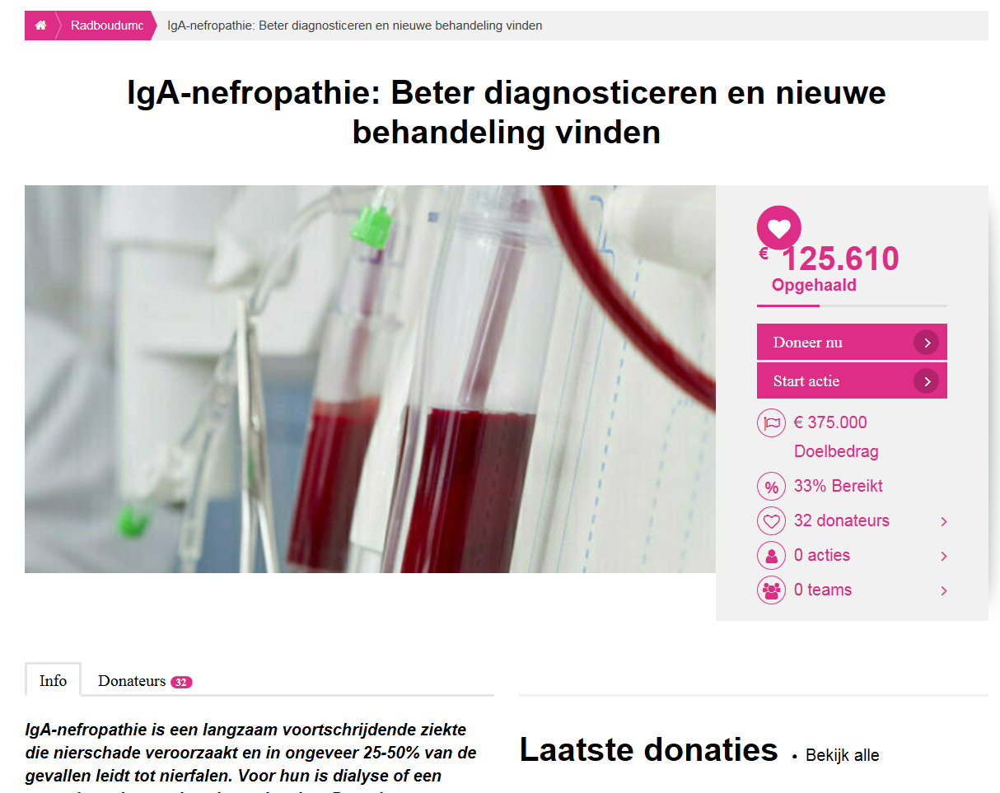 Radboudumc
IgA-nefropathie: Beter diagnosticeren en nieuwe behandeling vinden
IgA-nefropathie: Beter diagnosticeren en nieuwe
behandeling vinden
€ 125.610
Opgehaald
Doneer nu
Start actie
€ 375.000
Doelbedrag
% 33% Bereikt
32 donateurs
0 acties
0 teams
Info
Donateurs 32
IgA-nefropathie is een langzaam voortschrijdende ziekte
die nierschade veroorzaakt en in ongeveer 25-50% van de
gevallen leidt tot nierfalen. Voor hun is dialyse of een
Laatste donaties • Bekijk alle